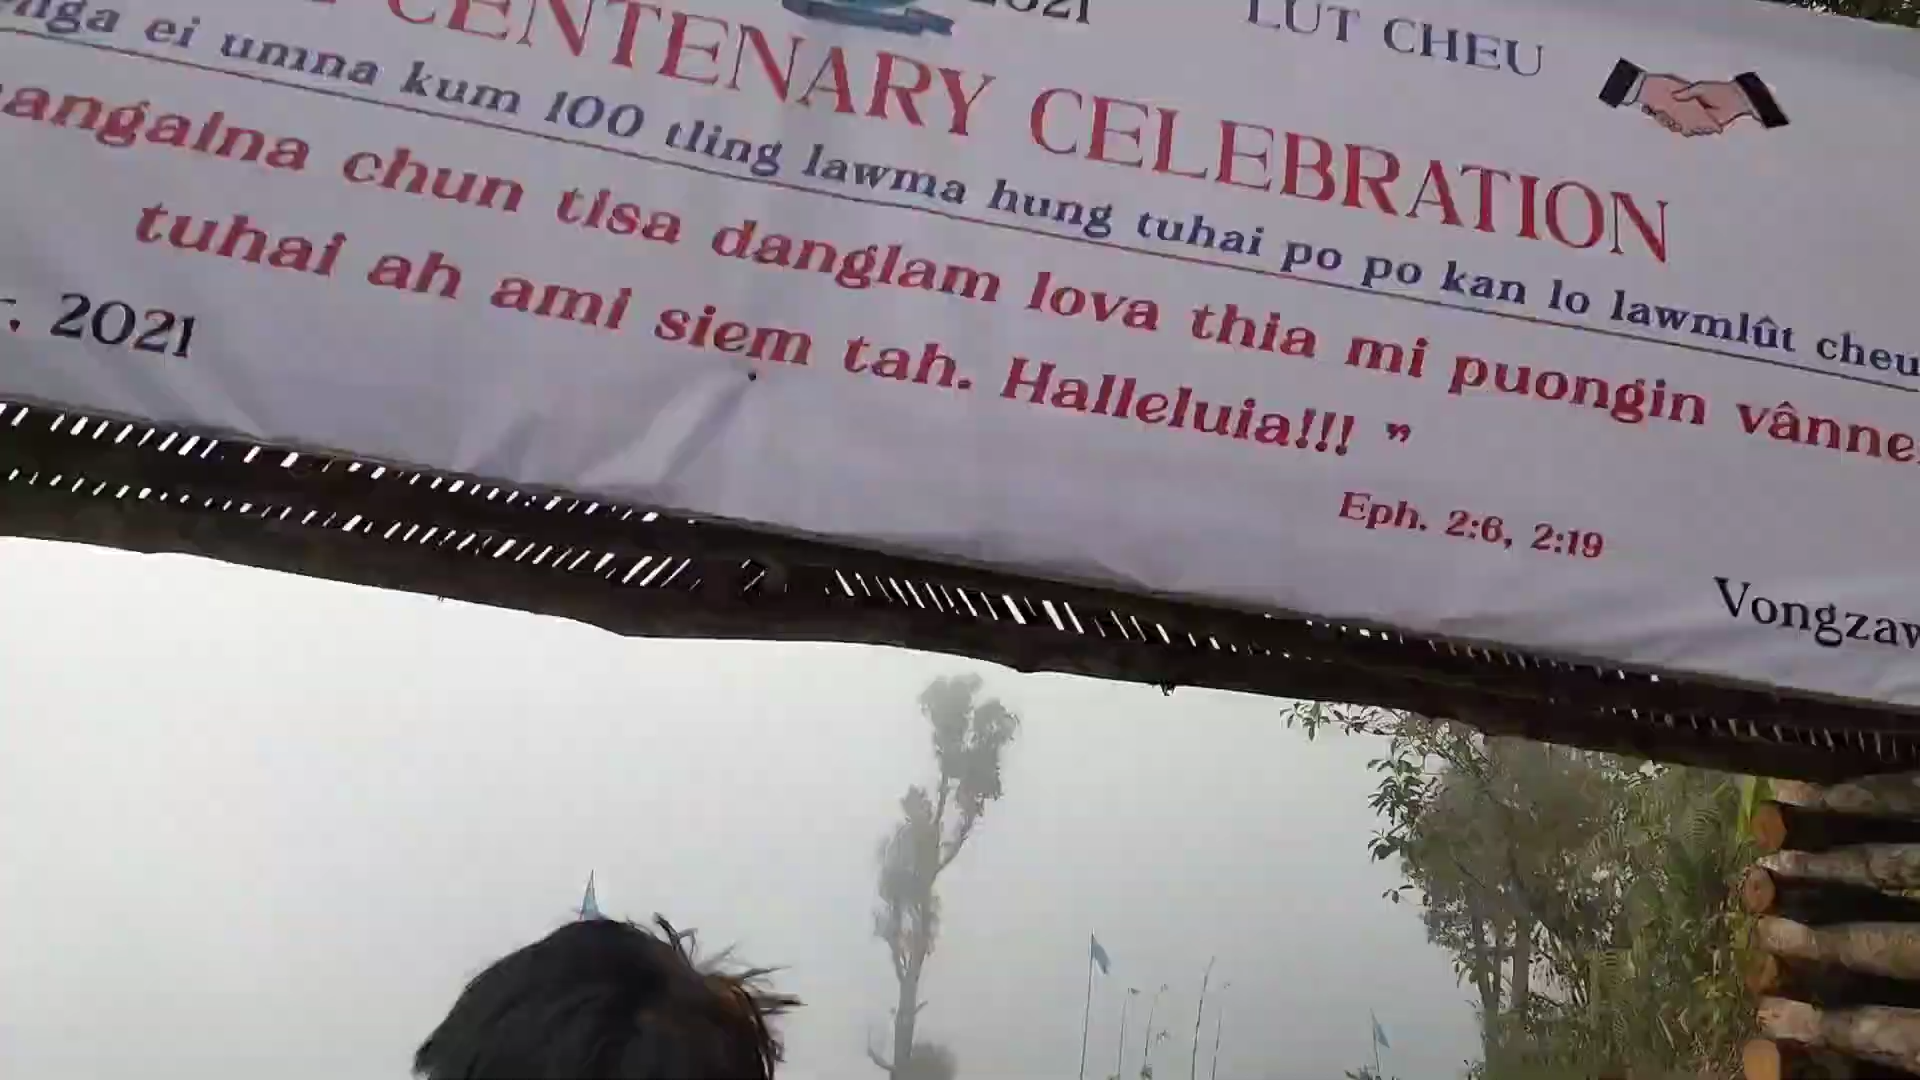 2021
LUT CHEU
CENTENARY CELEBRATION
ei umna kum 100 tling lawma hung tuhai po po kan lo lawmlût cheu
chun tisa danglam lova thia mi puongin
tuhai ah ami siem tah. Halleluia!!! ”
Eph. 2:6, 2:19
2021